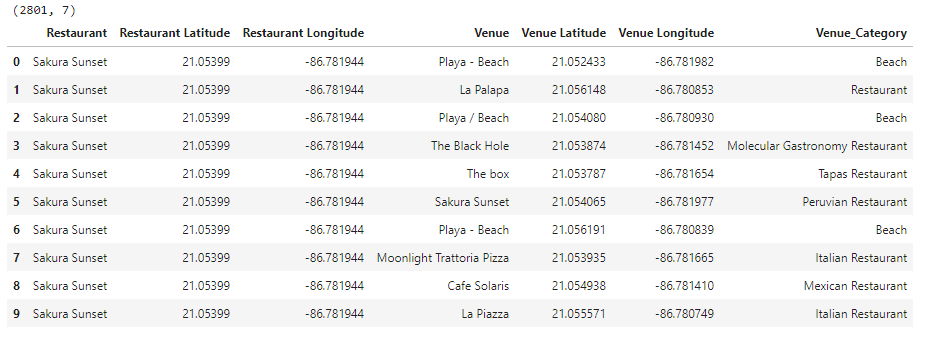 (2801, 7)
Restaurant Restaurant Latitude Restaurant Longitude Venue Venue Latitude Venue Longitude Venue_Category
0 Sakura Sunset 21.05399 -86.781944 Playa - Beach 21.052433 -86.781982 Beach
1 Sakura Sunset 21.05399 -86.781944 La Palapa 21.056148 -86.780853 Restaurant
2 Sakura Sunset 21.05399 -86.781944 Playa / Beach 21.054080 -86.780930 Beach
3 Sakura Sunset 21.05399 -86.781944 The Black Hole 21.053874 -86.781452 Molecular Gastronomy Restaurant
4 Sakura Sunset 21.05399 -86.781944 The box 21.053787 -86.781654 Tapas Restaurant
5 Sakura Sunset 21.05399 -86.781944 Sakura Sunset 21.054065 -86.781977 Peruvian Restaurant
6 Sakura Sunset 21.05399 -86.781944 Playa - Beach 21.056191 -86.780839 Beach
7 Sakura Sunset 21.05399 -86.781944 Moonlight Trattoria Pizza 21.053935 -86.781665 Italian Restaurant
8 Sakura Sunset 21.05399 -86.781944 Cafe Solaris 21.054938 -86.781410 Mexican Restaurant
9 Sakura Sunset 21.05399 -86.781944 La Piazza 21.055571 -86.780749 Italian Restaurant